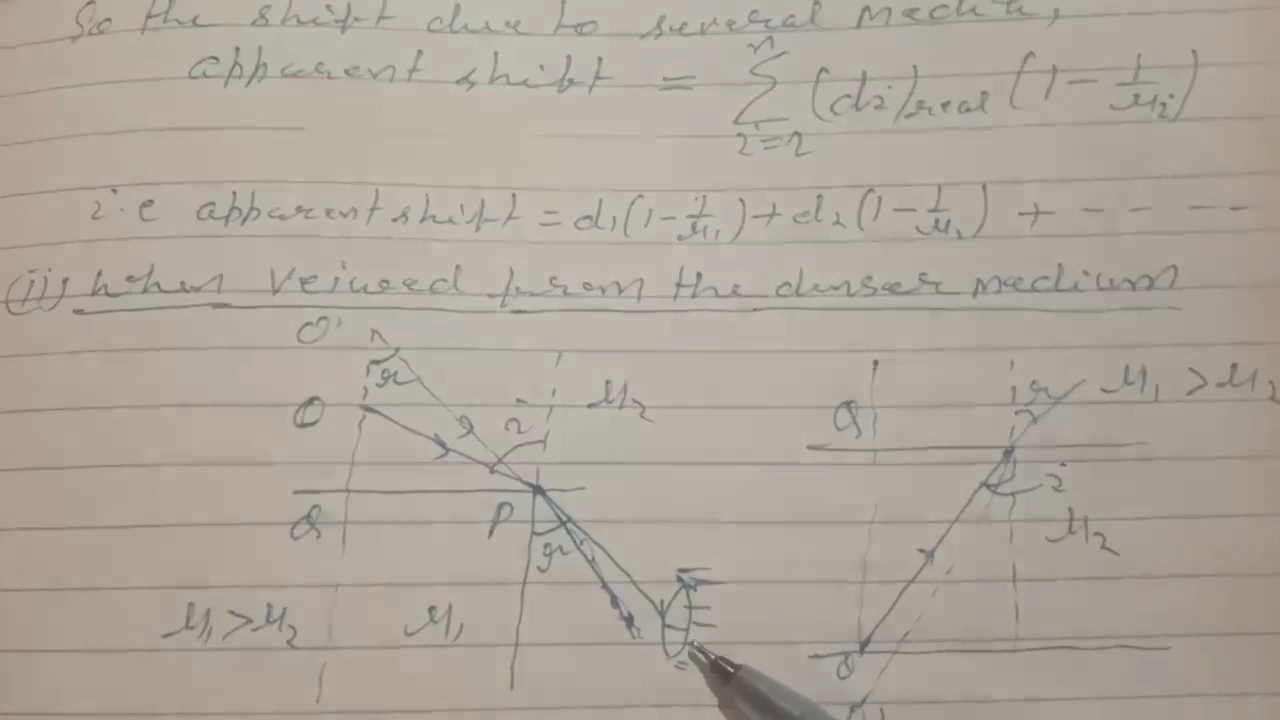 So the shift due to several
apparent shift = Σ (di)real (1 - 1/μi)
n
i=2
i.e apparent shift = d1(1 - 1/μ1) + d2(1 - 1/μ2) + - - - -
(ii) When Veiwed from the denser medium
O' r
O i μ2
Q P r
μ1 > μ2 μ1
Q r μ1 > μ2
i
μ2
O